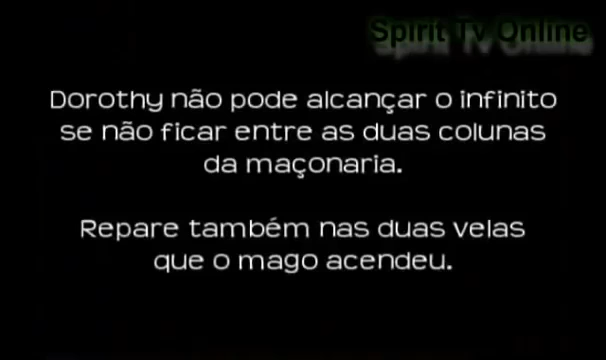 Spirit Tv Online
Dorothy não pode alcançar o infinito
se não ficar entre as duas colunas
da maçonaria.
Repare também nas duas velas
que o mago acendeu.